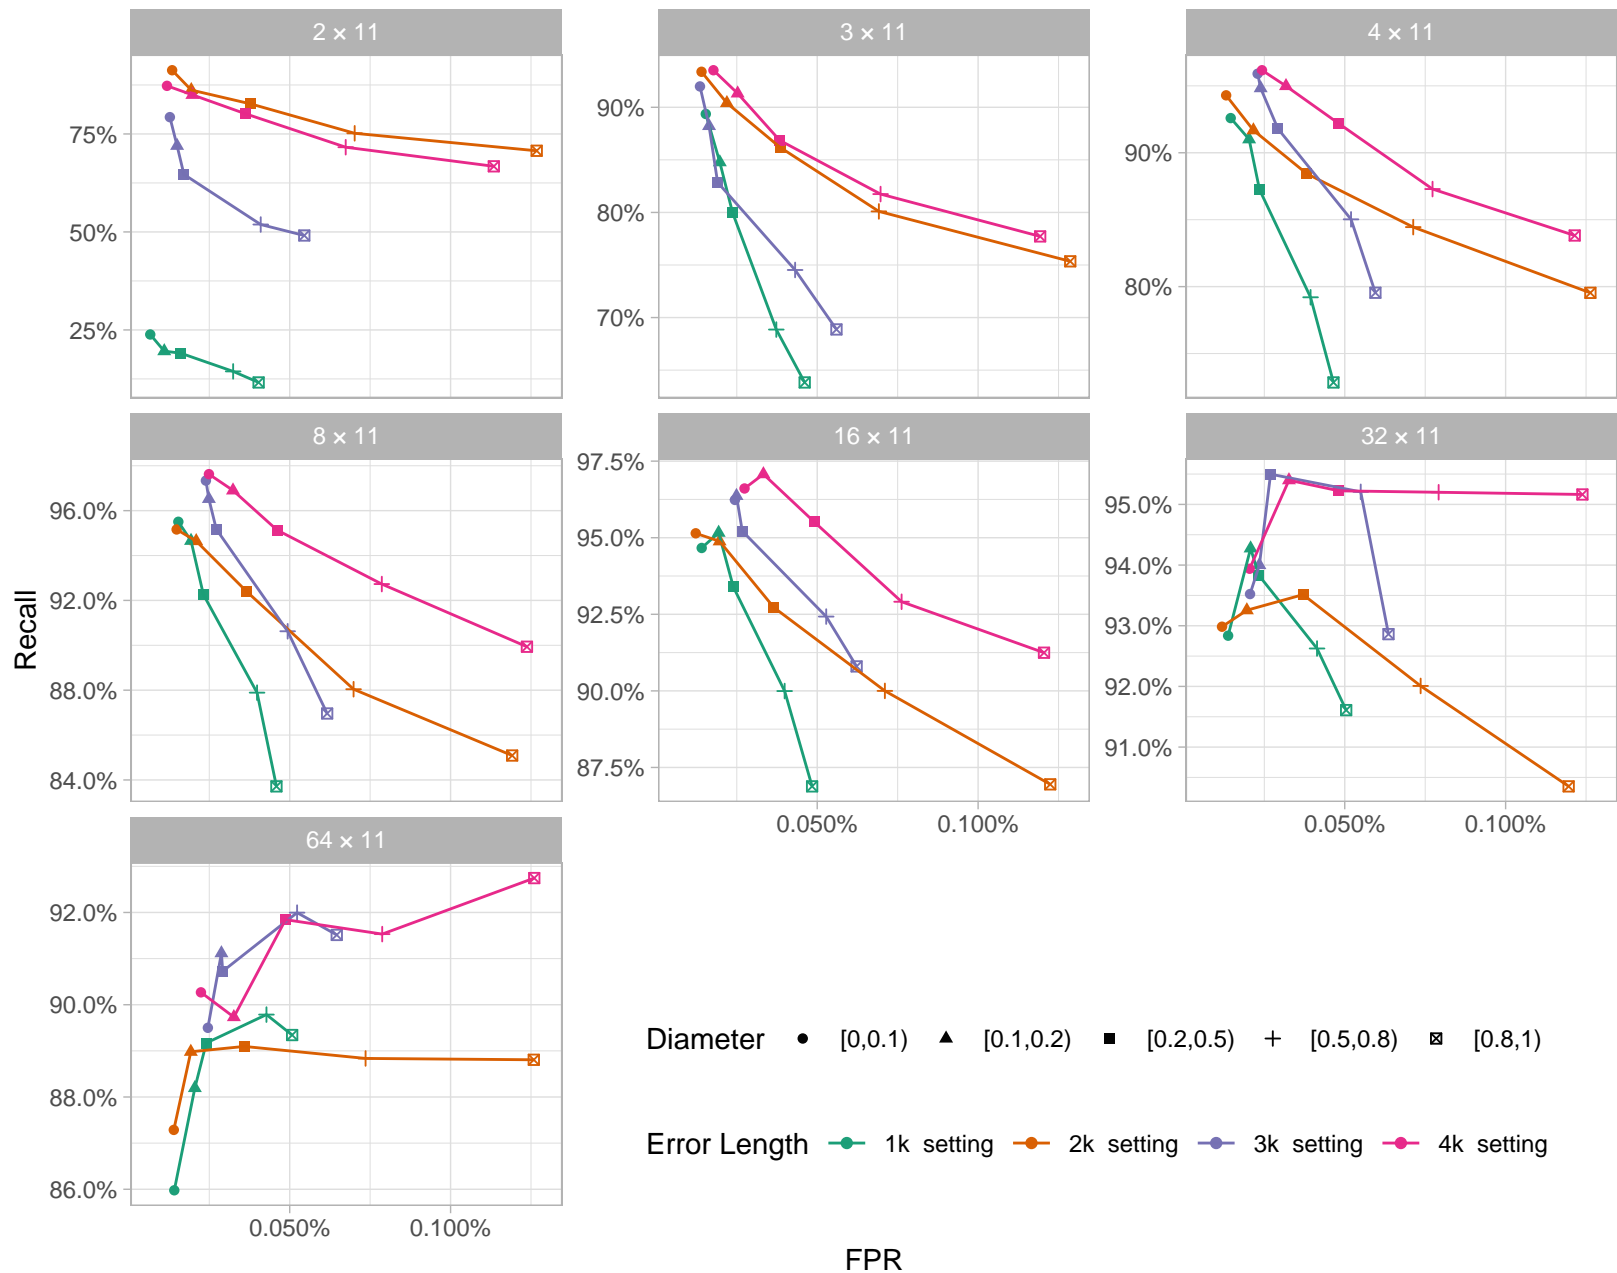 2 × 11
3 × 11
4 × 11
75%
50%
25%
90%
80%
70%
90%
80%
8 × 11
16 × 11
32 × 11
96.0%
92.0%
88.0%
84.0%
97.5%
95.0%
92.5%
90.0%
87.5%
95.0%
94.0%
93.0%
92.0%
91.0%
0.050%
0.100%
0.050%
0.100%
64 × 11
92.0%
90.0%
88.0%
86.0%
0.050%
0.100%
Recall
FPR
Diameter [0,0.1) [0.1,0.2) [0.2,0.5) [0.5,0.8) [0.8,1)
Error Length 1k setting 2k setting 3k setting 4k setting